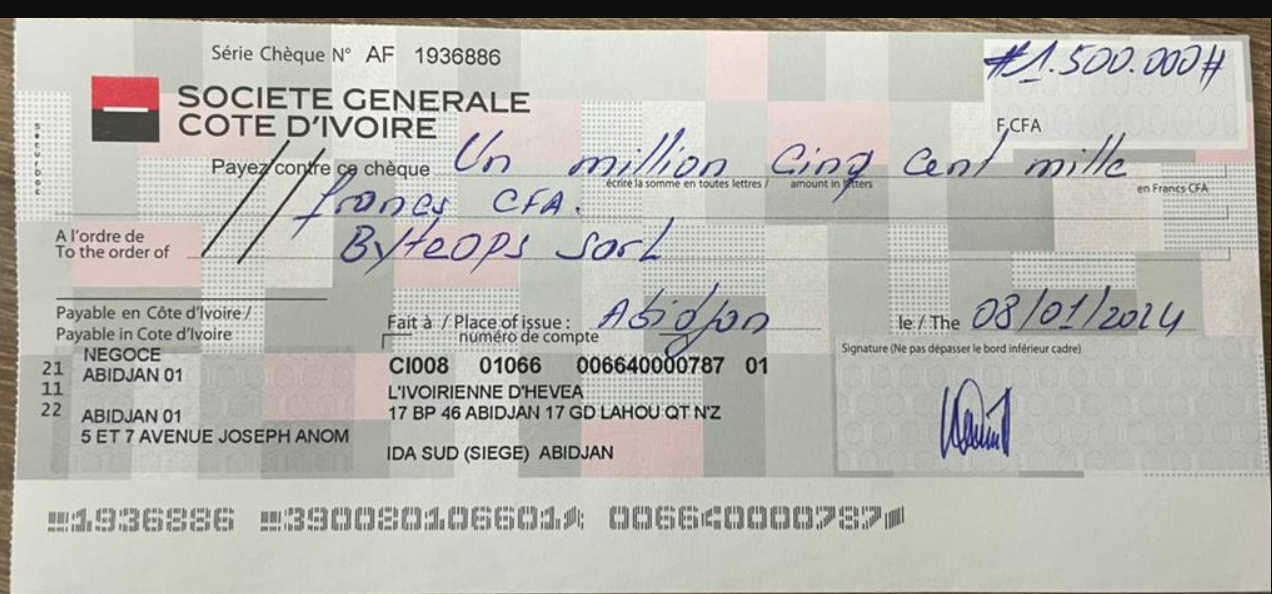 Série Chèque N° AF 1936886
#1.500.000#
SOCIETE GENERALE
COTE D'IVOIRE
F.CFA
Payez contre ce chèque Un million Cinq Cent mille
écrire la somme en toutes lettres / amount in letters
en Francs CFA
francs CFA.
A l'ordre de
To the order of
ByteOps Sarl
Payable en Côte d'Ivoire /
Payable in Cote d'Ivoire
Fait à / Place of issue : Abidjan
le / The 08/01/2024
numéro de compte
Signature (Ne pas dépasser le bord inférieur cadre)
21 NEGOCE
ABIDJAN 01
11
22 ABIDJAN 01
5 ET 7 AVENUE JOSEPH ANOM
CI008 01066 006640000787 01
L'IVOIRIENNE D'HEVEA
17 BP 46 ABIDJAN 17 GD LAHOU QT N'Z
IDA SUD (SIEGE) ABIDJAN
1936886 390080106601 006640000787